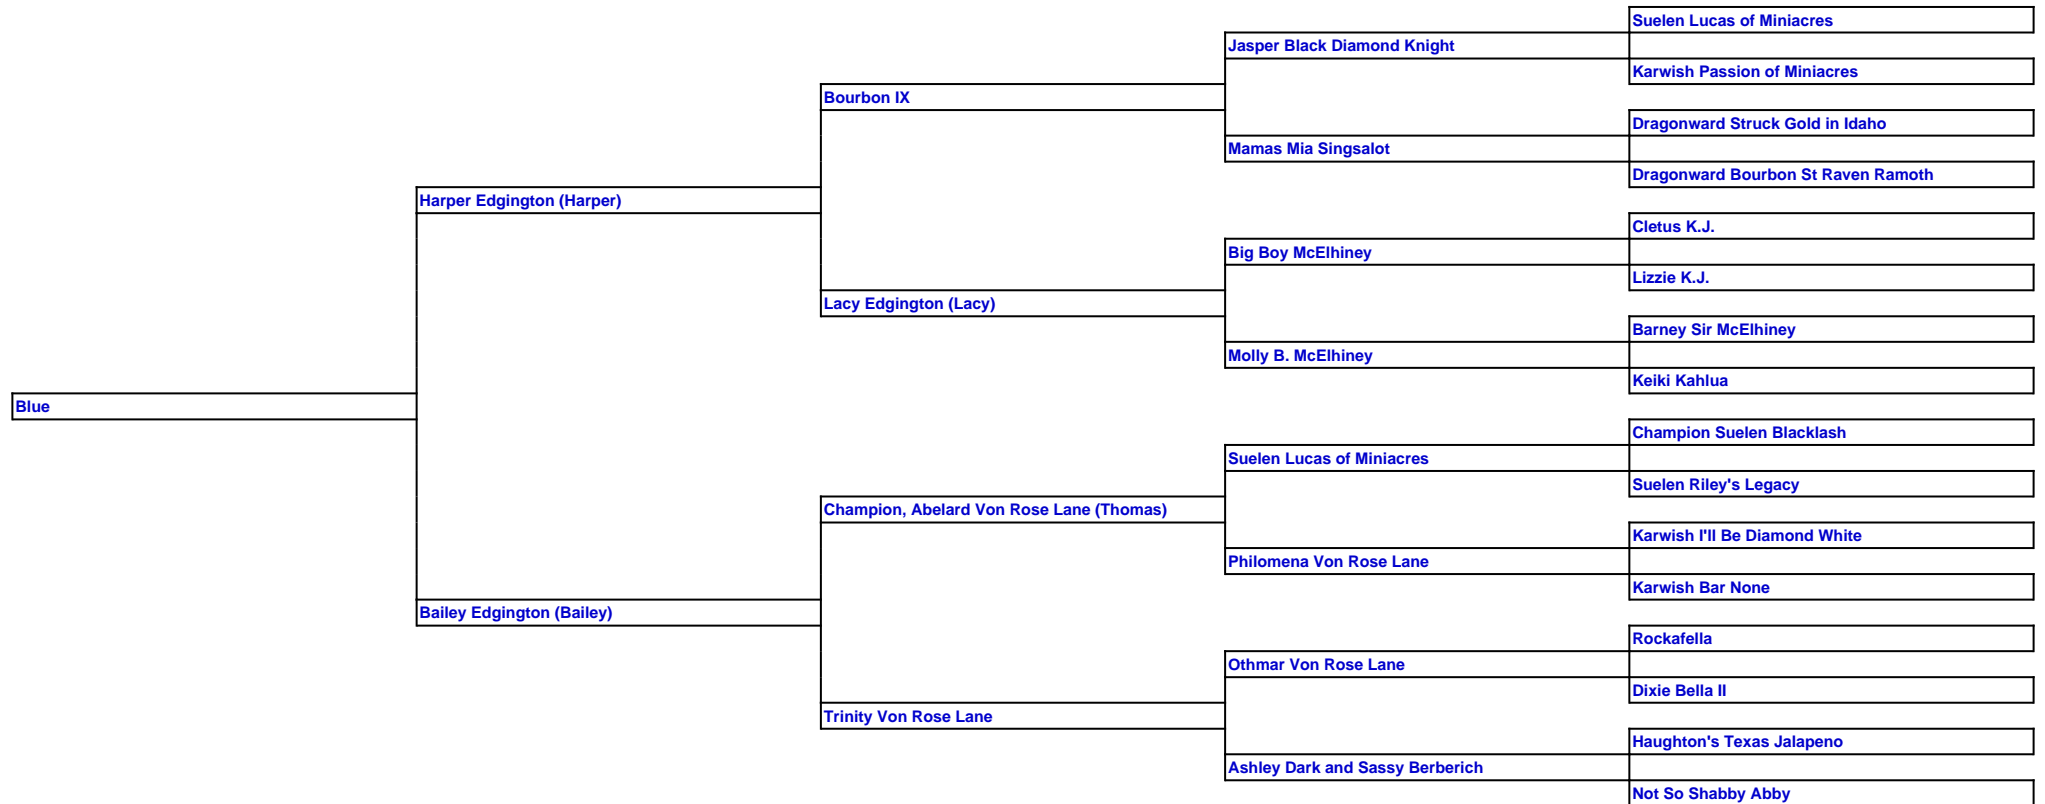 Suelen Lucas of Miniacres
Jasper Black Diamond Knight
Karwish Passion of Miniacres
Bourbon IX
Dragonward Struck Gold in Idaho
Mamas Mia Singsalot
Dragonward Bourbon St Raven Ramoth
Harper Edgington (Harper)
Cletus K.J.
Big Boy McElhiney
Lizzie K.J.
Lacy Edgington (Lacy)
Barney Sir McElhiney
Molly B. McElhiney
Keiki Kahlua
Blue
Champion Suelen Blacklash
Suelen Lucas of Miniacres
Suelen Riley's Legacy
Champion, Abelard Von Rose Lane (Thomas)
Karwish I'll Be Diamond White
Philomena Von Rose Lane
Karwish Bar None
Bailey Edgington (Bailey)
Rockafella
Othmar Von Rose Lane
Dixie Bella II
Trinity Von Rose Lane
Haughton's Texas Jalapeno
Ashley Dark and Sassy Berberich
Not So Shabby Abby